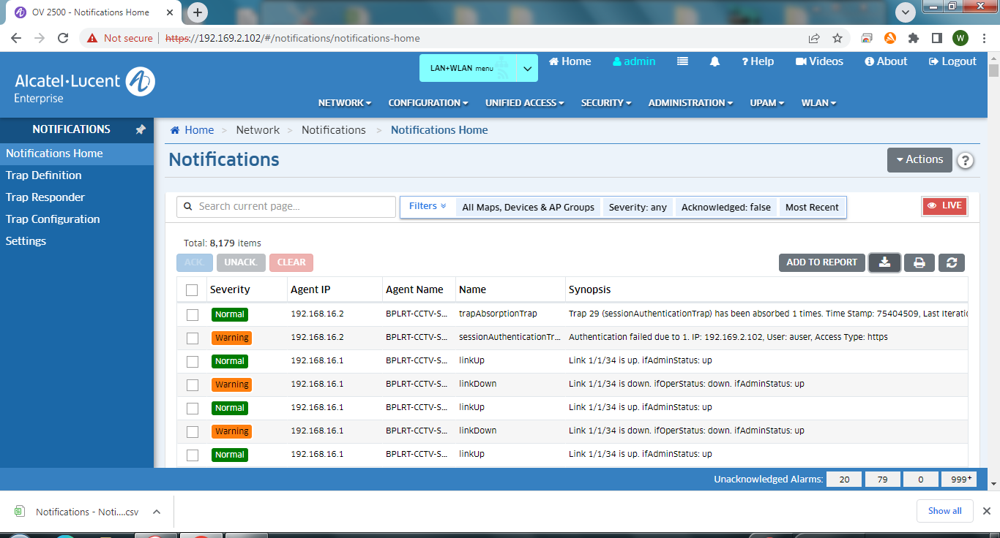 OV 2500 - Notifications Home
Not secure https://192.169.2.102/#/notifications/notifications-home
W
Alcatel·Lucent
Enterprise
LAN+WLAN menu
Home admin ? Help Videos About Logout
NETWORK CONFIGURATION UNIFIED ACCESS SECURITY ADMINISTRATION UPAM WLAN
NOTIFICATIONS
Notifications Home
Trap Definition
Trap Responder
Trap Configuration
Settings
Home > Network > Notifications > Notifications Home
Notifications
Actions ?
Search current page...
Filters All Maps, Devices & AP Groups Severity: any Acknowledged: false Most Recent
LIVE
Total: 8,179 items
ACK. UNACK. CLEAR
ADD TO REPORT
Severity Agent IP Agent Name Name Synopsis
Normal 192.168.16.2 BPLRT-CCTV-S... trapAbsorptionTrap Trap 29 (sessionAuthenticationTrap) has been absorbed 1 times. Time Stamp: 75404509, Last Iteratio
Warning 192.168.16.2 BPLRT-CCTV-S... sessionAuthenticationTr... Authentication failed due to 1. IP: 192.169.2.102, User: auser, Access Type: https
Normal 192.168.16.1 BPLRT-CCTV-S... linkUp Link 1/1/34 is up. ifAdminStatus: up
Warning 192.168.16.1 BPLRT-CCTV-S... linkDown Link 1/1/34 is down. ifOperStatus: down. ifAdminStatus: up
Normal 192.168.16.1 BPLRT-CCTV-S... linkUp Link 1/1/34 is up. ifAdminStatus: up
Warning 192.168.16.1 BPLRT-CCTV-S... linkDown Link 1/1/34 is down. ifOperStatus: down. ifAdminStatus: up
Normal 192.168.16.1 BPLRT-CCTV-S... linkUp Link 1/1/34 is up. ifAdminStatus: up
Unacknowledged Alarms: 20 79 0 999+
Notifications - Noti....csv
Show all